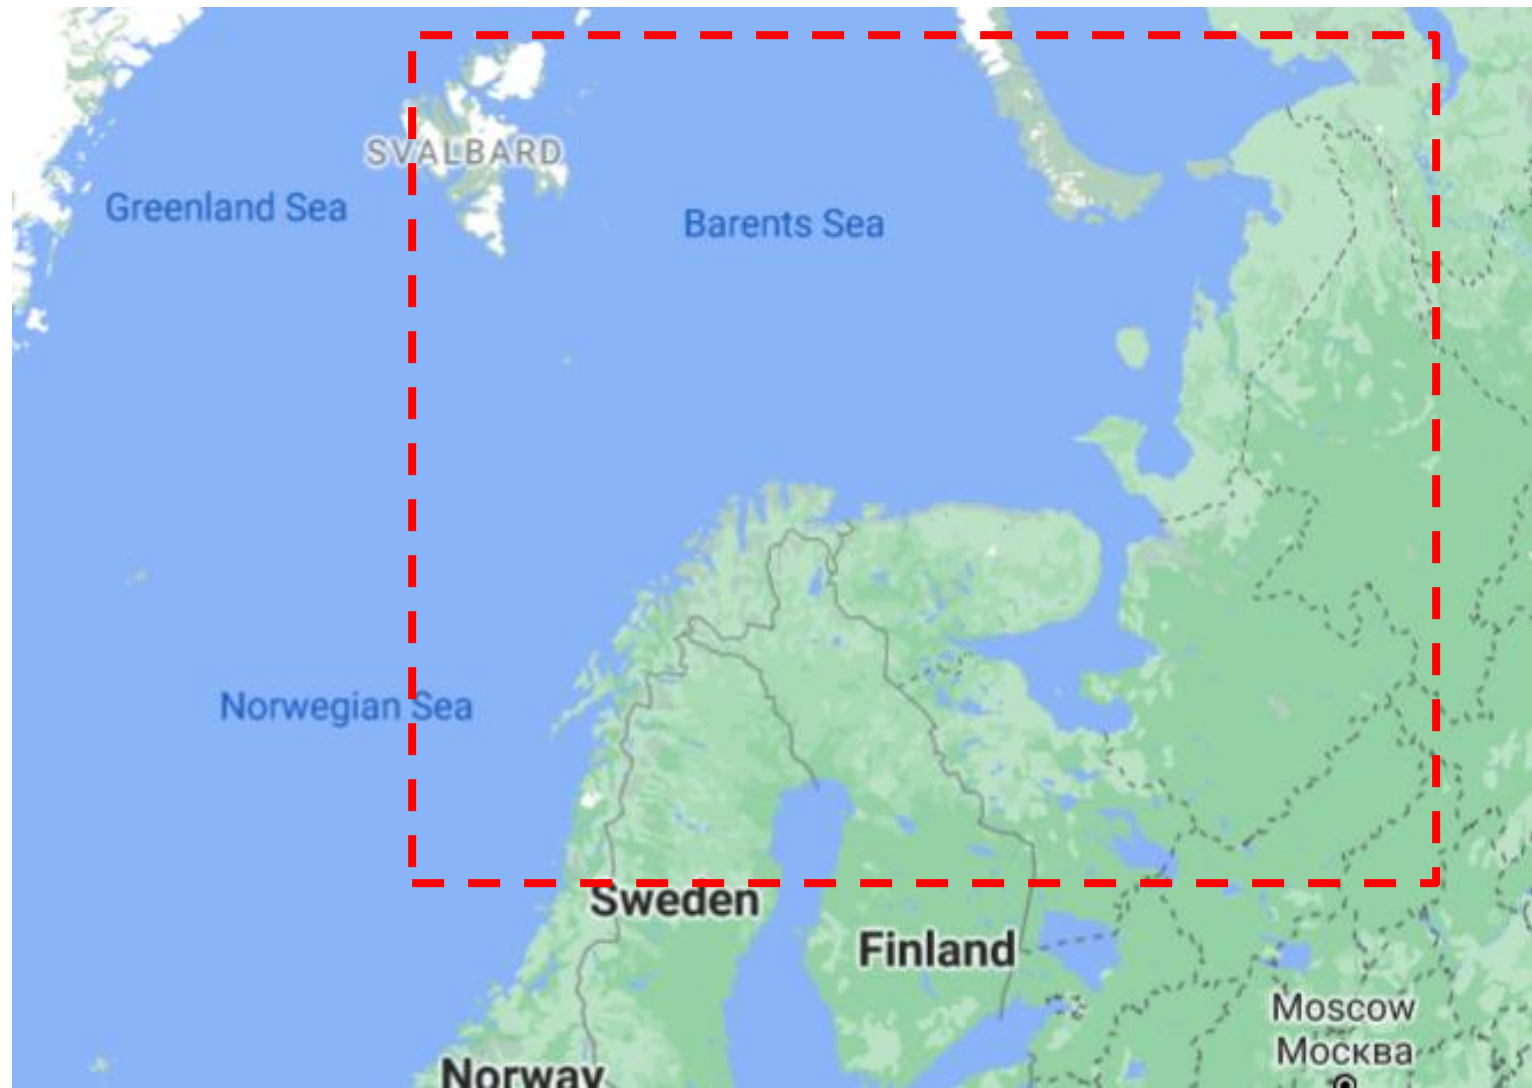 SVALBARD
Greenland Sea
Barents Sea
Norwegian Sea
Sweden
Finland
Moscow
Москва
Norway